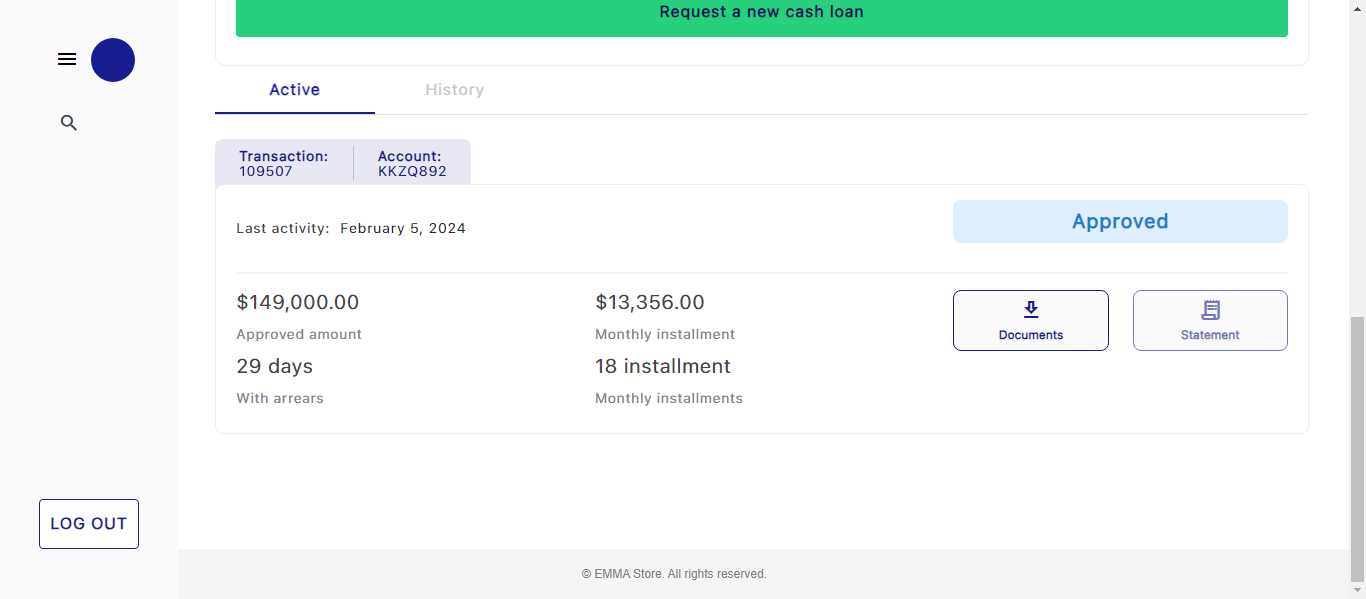 Request a new cash loan
Active
History
Transaction:
109507
Account:
KKZQ892
Last activity: February 5, 2024
Approved
$149,000.00
Approved amount
$13,356.00
Monthly installment
29 days
With arrears
18 installment
Monthly installments
Documents
Statement
LOG OUT
© EMMA Store. All rights reserved.